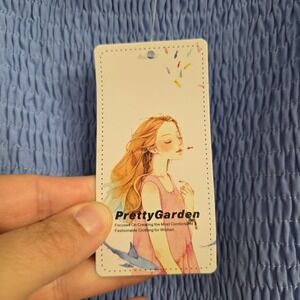 PrettyGarden
Focused On Creating the Most Comfortable &
Fashionable Clothing for Women